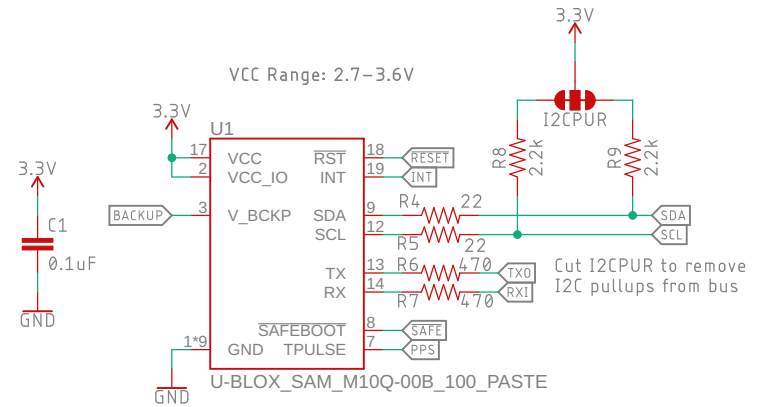 3.3V
VCC Range: 2.7-3.6V
I2CPUR
3.3V
U1
R8
2.2k
R9
2.2k
17
VCC
RST
18
RESET
2
VCC_IO
INT
19
INT
3.3V
BACKUP
3
V_BCKP
SDA
9
R4
22
SDA
SCL
12
R5
22
SCL
C1
0.1uF
TX
13
R6
470
TXO
RX
14
R7
470
RXI
Cut I2CPUR to remove
I2C pullups from bus
GND
SAFEBOOT
8
SAFE
1*9
GND
TPULSE
7
PPS
U-BLOX_SAM_M10Q-00B_100_PASTE
GND